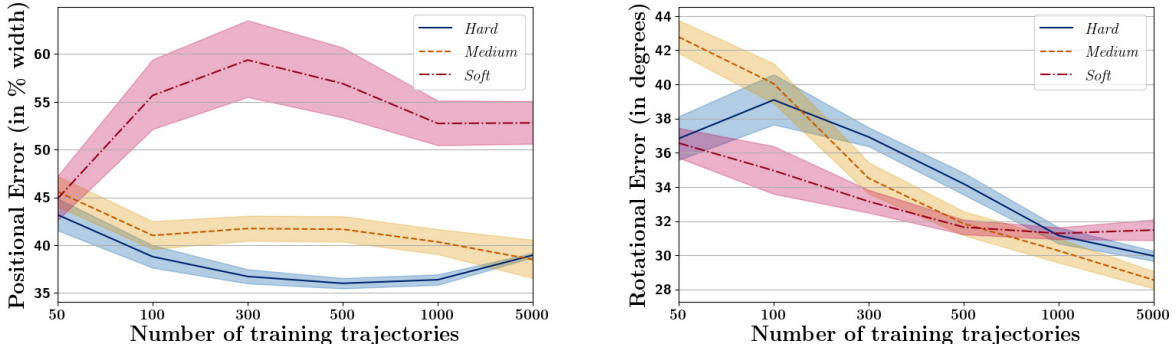 Positional Error (in % width)
60
55
50
45
40
35
50
100
300
500
1000
5000
Number of training trajectories
Hard
Medium
Soft
Rotational Error (in degrees)
44
42
40
38
36
34
32
30
28
50
100
300
500
1000
5000
Number of training trajectories
Hard
Medium
Soft